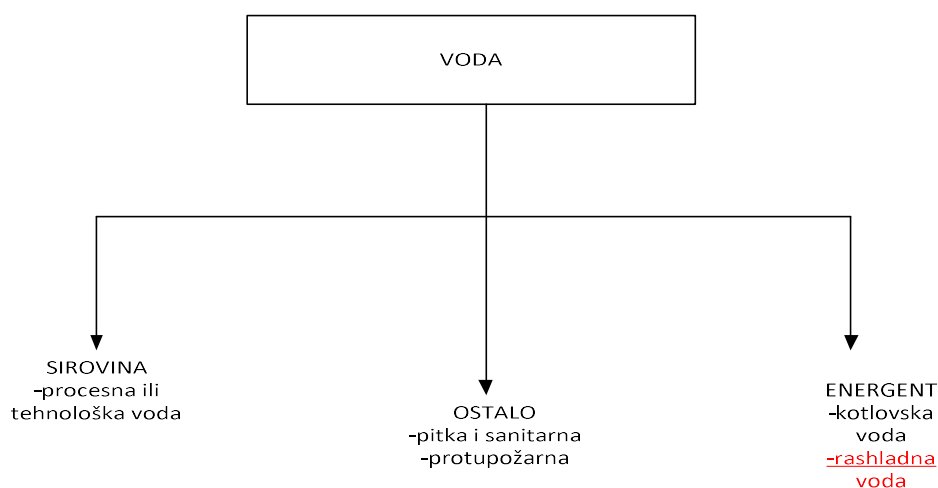 VODA
SIROVINA
-procesna ili
tehnološka voda
OSTALO
-pitka i sanitarna
-protupožarna
ENERGENT
-kotlovska
voda
-rashladna
voda